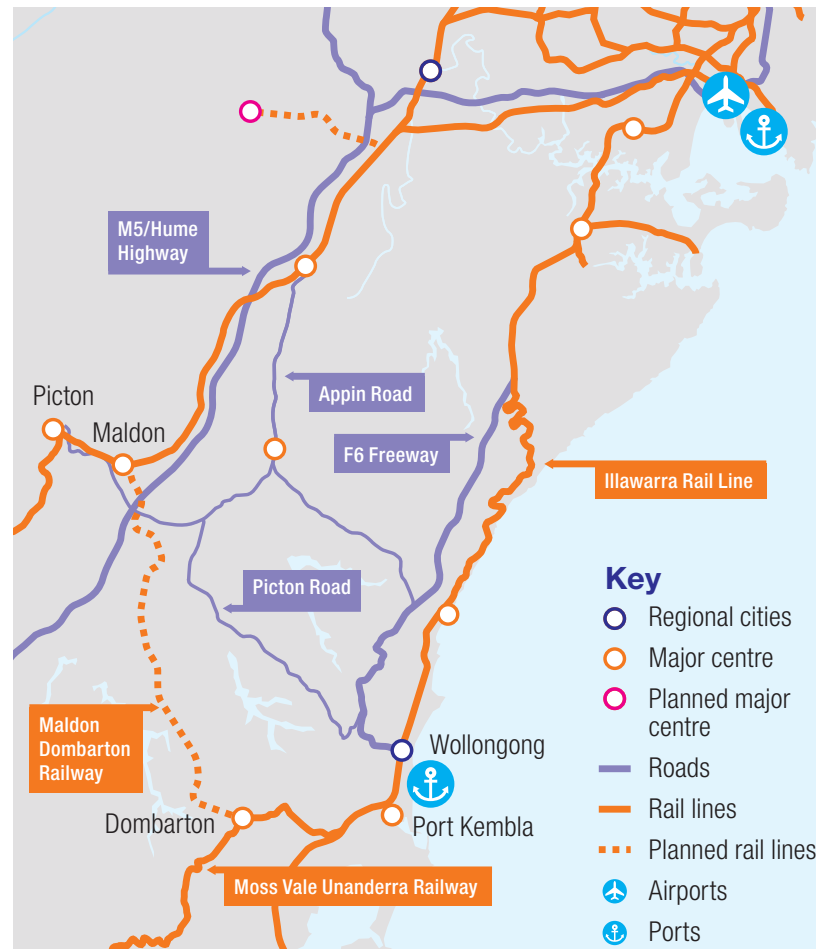 M5/Hume
Highway
Appin Road
Picton
Maldon
F6 Freeway
Illawarra Rail Line
Picton Road
Maldon
Dombarton
Railway
Wollongong
Dombarton
Port Kembla
Moss Vale Unanderra Railway
Key
Regional cities
Major centre
Planned major
centre
Roads
Rail lines
Planned rail lines
Airports
Ports